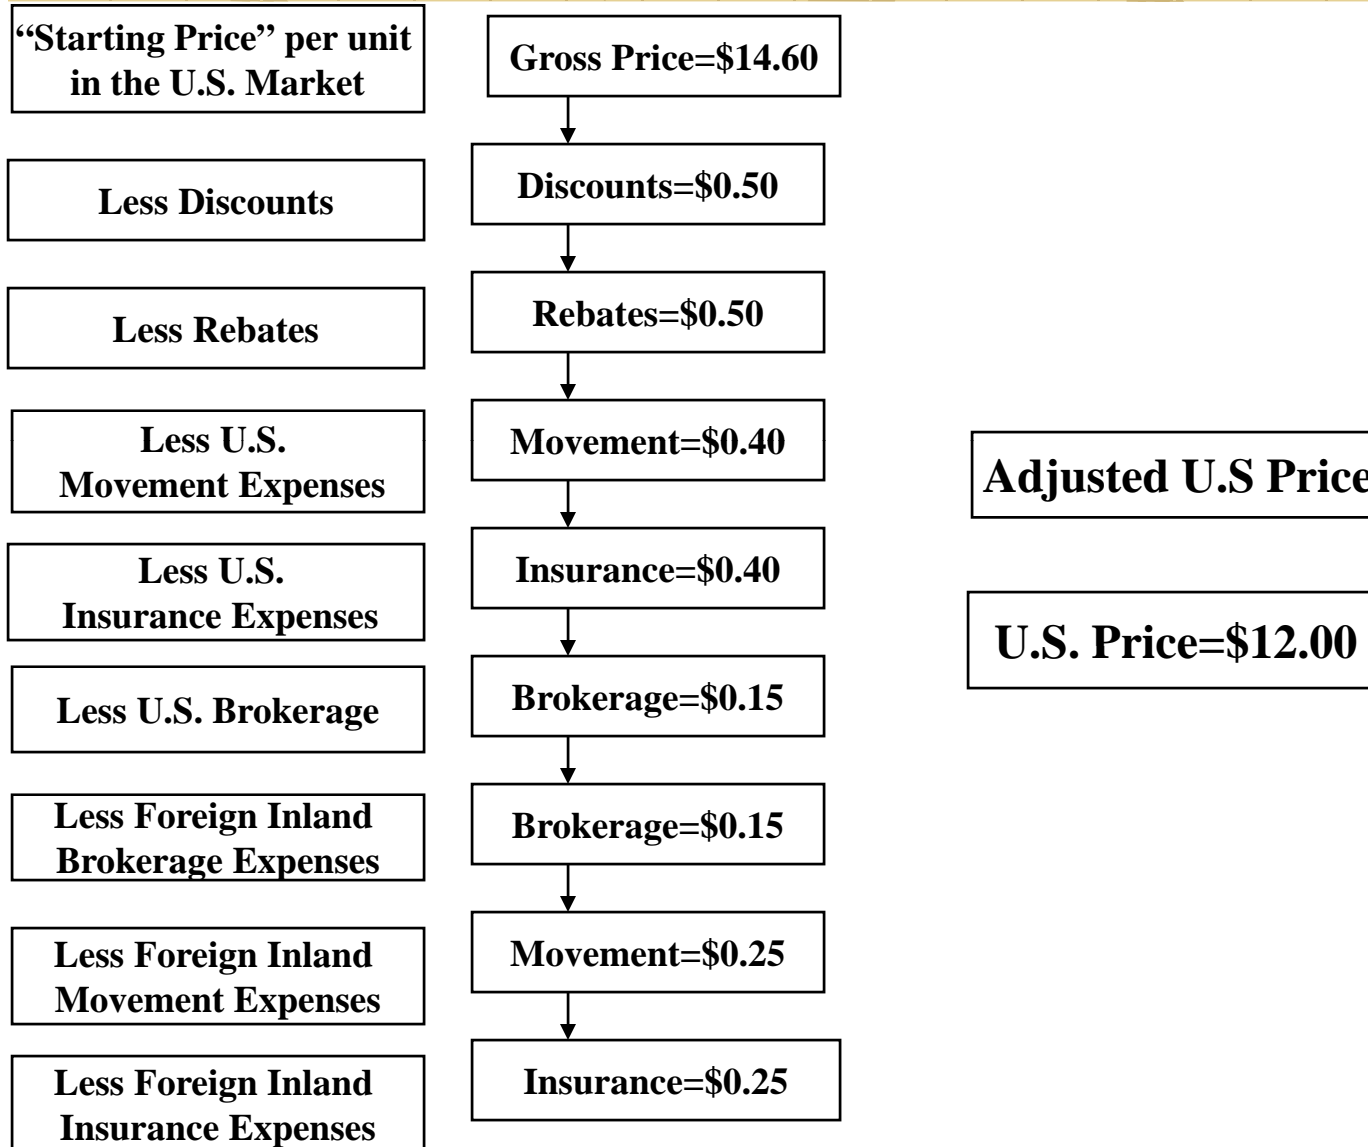 “Starting Price” per unit
in the U.S. Market
Gross Price=$14.60
Less Discounts
Discounts=$0.50
Less Rebates
Rebates=$0.50
Less U.S.
Movement Expenses
Movement=$0.40
Adjusted U.S Price
Less U.S.
Insurance Expenses
Insurance=$0.40
U.S. Price=$12.00
Less U.S. Brokerage
Brokerage=$0.15
Less Foreign Inland
Brokerage Expenses
Brokerage=$0.15
Less Foreign Inland
Movement Expenses
Movement=$0.25
Less Foreign Inland
Insurance Expenses
Insurance=$0.25